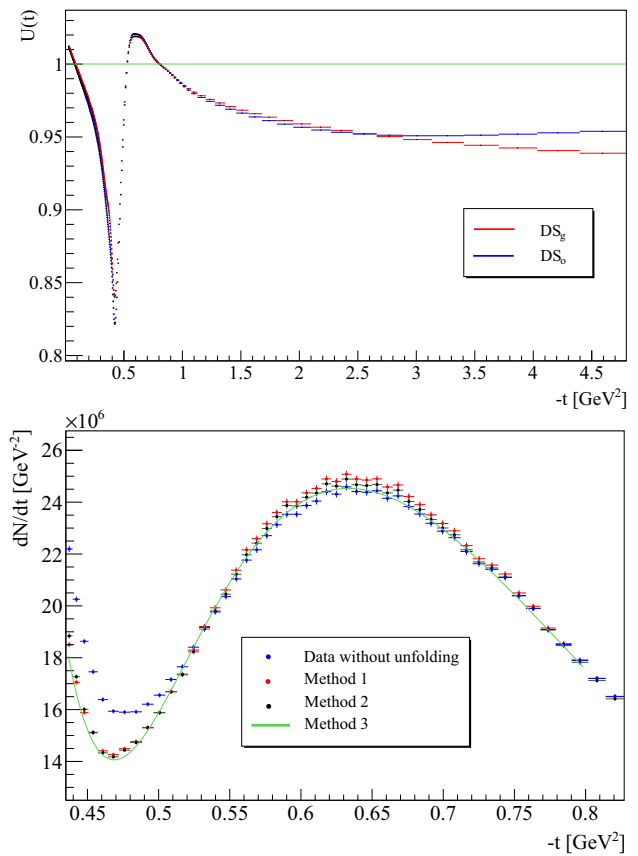 U(t)
1
0.95
0.9
0.85
0.8
DS_g
DS_o
0.5 1 1.5 2 2.5 3 3.5 4 4.5
-t [GeV²]
×10⁶
dN/dt [GeV⁻²]
26
24
22
20
18
16
14
Data without unfolding
Method 1
Method 2
Method 3
0.45 0.5 0.55 0.6 0.65 0.7 0.75 0.8
-t [GeV²]